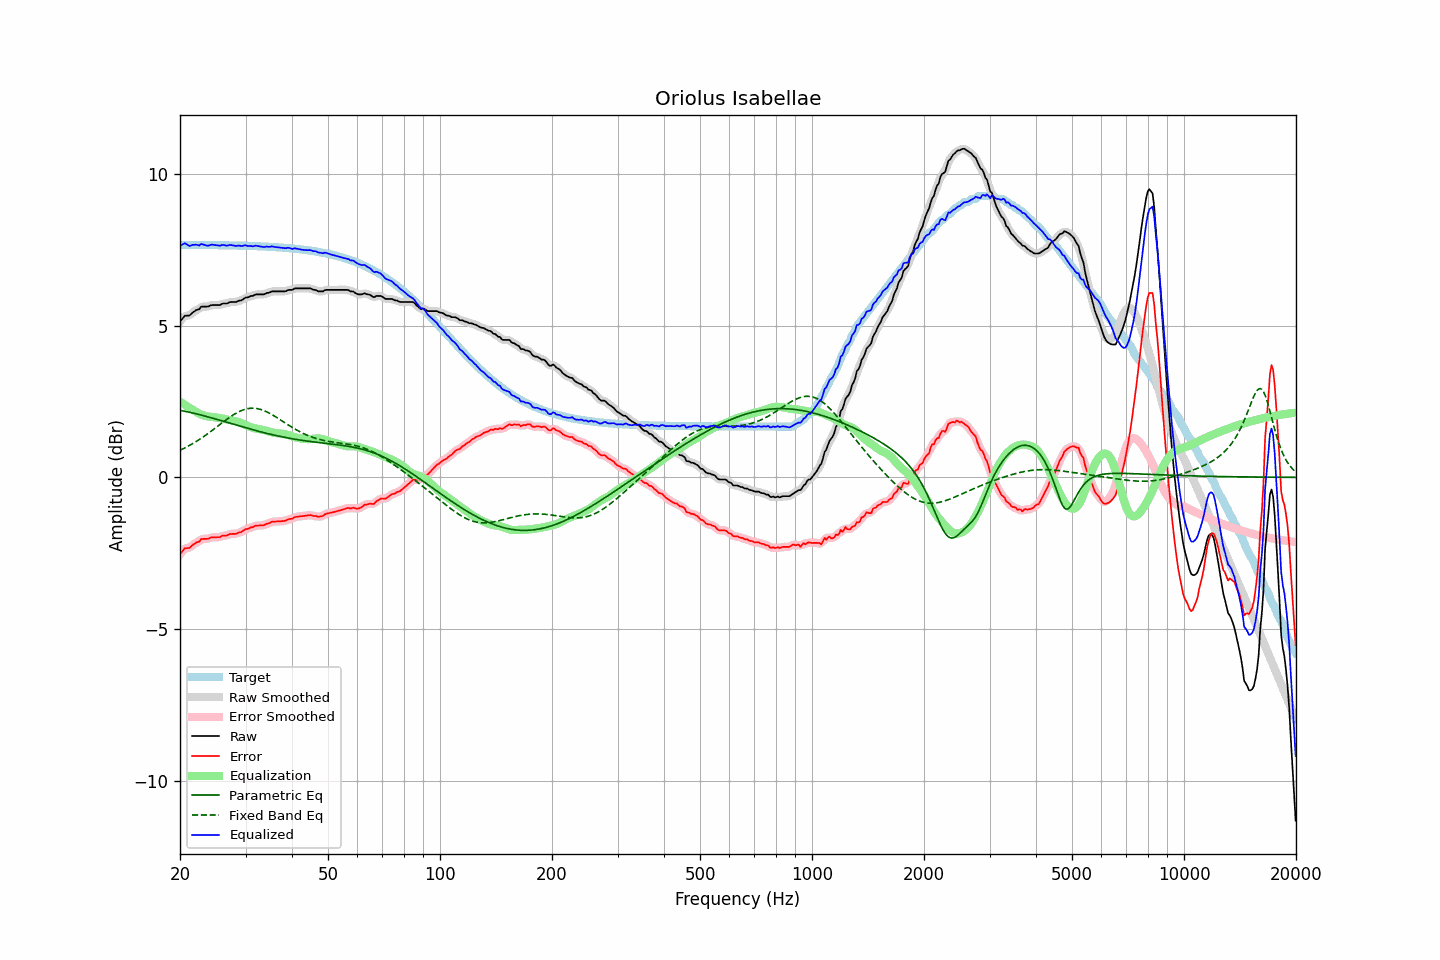 Oriolus Isabellae
Amplitude (dBr)
10
5
0
−5
−10
Target
Raw Smoothed
Error Smoothed
Raw
Error
Equalization
Parametric Eq
Fixed Band Eq
Equalized
20 50 100 200 500 1000 2000 5000 10000 20000
Frequency (Hz)